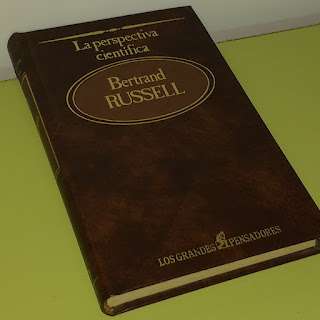 La perspectiva
científica
Bertrand
RUSSELL
LOS GRANDES PENSADORES